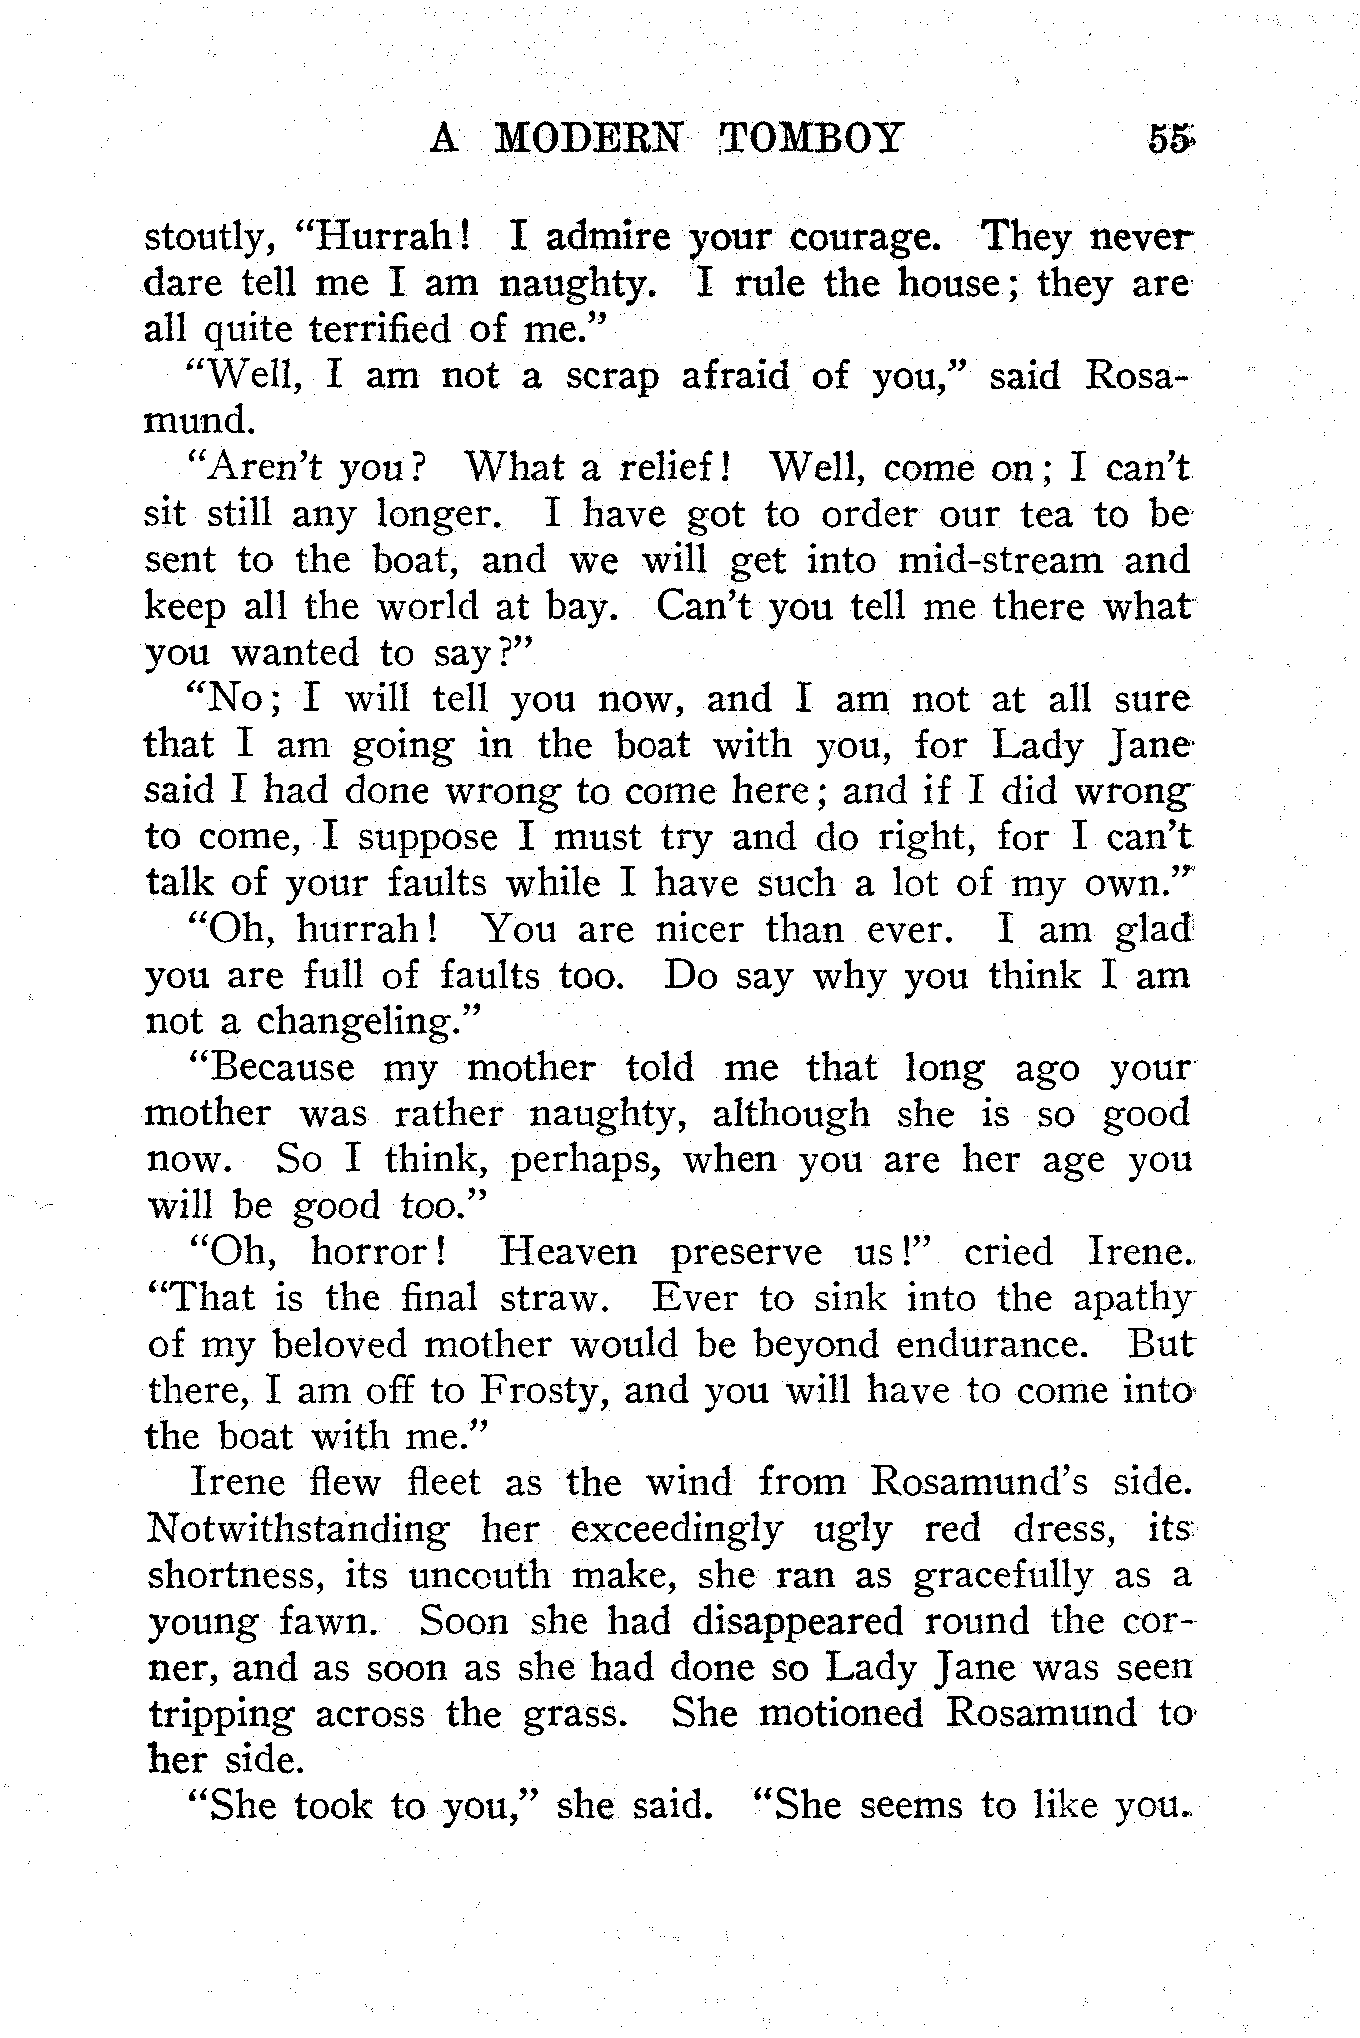 A MODERN TOMBOY 55
stoutly, “Hurrah! I admire your courage. They never
dare tell me I am naughty. I rule the house; they are
all quite terrified of me.”
“Well, I am not a scrap afraid of you,” said Rosa-
mund.
“Aren’t you? What a relief! Well, come on; I can’t
sit still any longer. I have got to order our tea to be
sent to the boat, and we will get into mid-stream and
keep all the world at bay. Can’t you tell me there what
you wanted to say?”
“No; I will tell you now, and I am not at all sure
that I am going in the boat with you, for Lady Jane
said I had done wrong to come here; and if I did wrong
to come, I suppose I must try and do right, for I can’t
talk of your faults while I have such a lot of my own.”
“Oh, hurrah! You are nicer than ever. I am glad
you are full of faults too. Do say why you think I am
not a changeling.”
“Because my mother told me that long ago your
mother was rather naughty, although she is so good
now. So I think, perhaps, when you are her age you
will be good too.”
“Oh, horror! Heaven preserve us!” cried Irene.
“That is the final straw. Ever to sink into the apathy
of my beloved mother would be beyond endurance. But
there, I am off to Frosty, and you will have to come into
the boat with me.”
Irene flew fleet as the wind from Rosamund’s side.
Notwithstanding her exceedingly ugly red dress, its
shortness, its uncouth make, she ran as gracefully as a
young fawn. Soon she had disappeared round the cor-
ner, and as soon as she had done so Lady Jane was seen
tripping across the grass. She motioned Rosamund to
her side.
“She took to you,” she said. “She seems to like you.